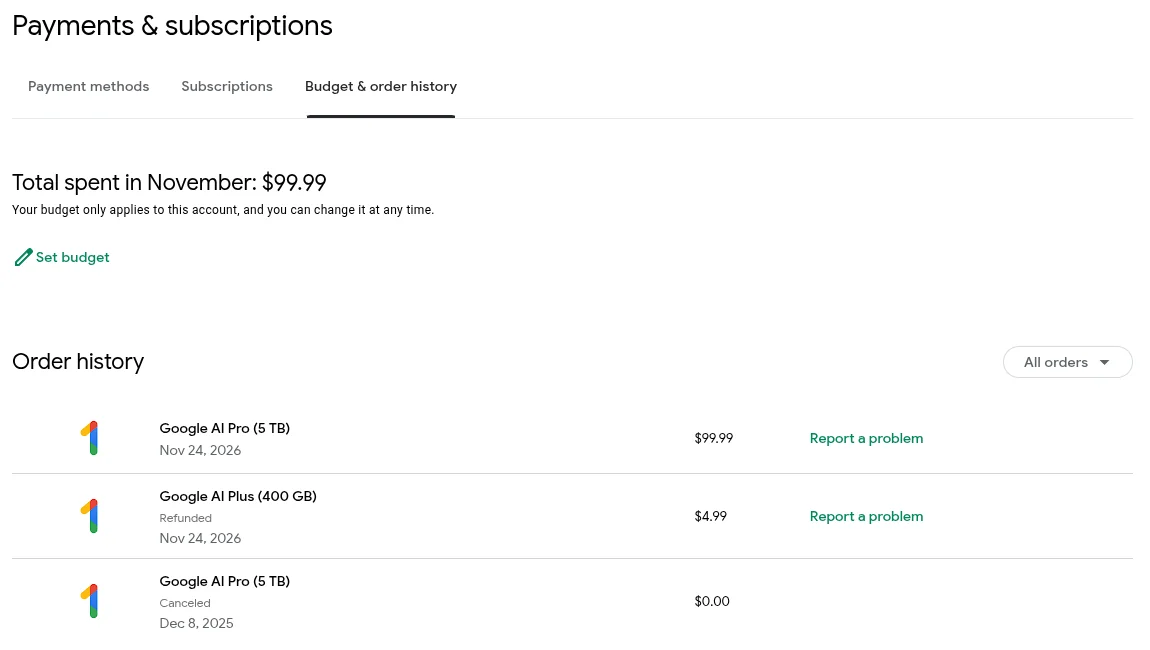 Payments & subscriptions
Payment methods
Subscriptions
Budget & order history
Total spent in November: $99.99
Your budget only applies to this account, and you can change it at any time.
Set budget
Order history
All orders
Google AI Pro (5 TB)
Nov 24, 2026
$99.99
Report a problem
Google AI Plus (400 GB)
Refunded
Nov 24, 2026
$4.99
Report a problem
Google AI Pro (5 TB)
Canceled
Dec 8, 2025
$0.00